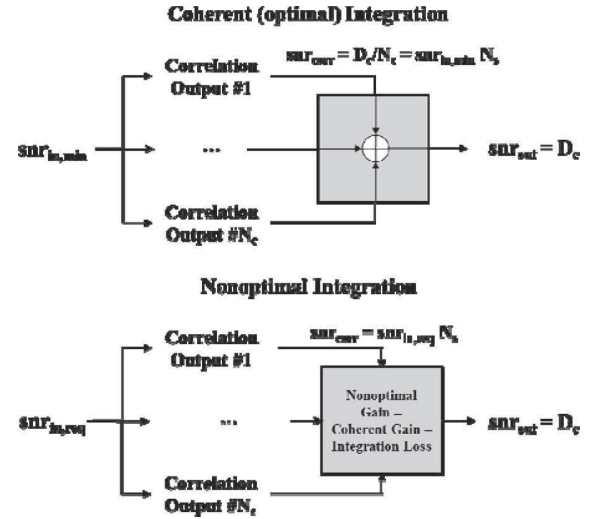 Coherent (optimal) Integration
Correlation
Output #1
snr_corr = D_c/N_c = snr_in,min N_s
snr_in,min
...
snr_out = D_c
Correlation
Output #N_c
Nonoptimal Integration
Correlation
Output #1
snr_corr = snr_in,req N_s
snr_in,req
...
Nonoptimal
Gain –
Coherent Gain –
Integration Loss
snr_out = D_c
Correlation
Output #N_c